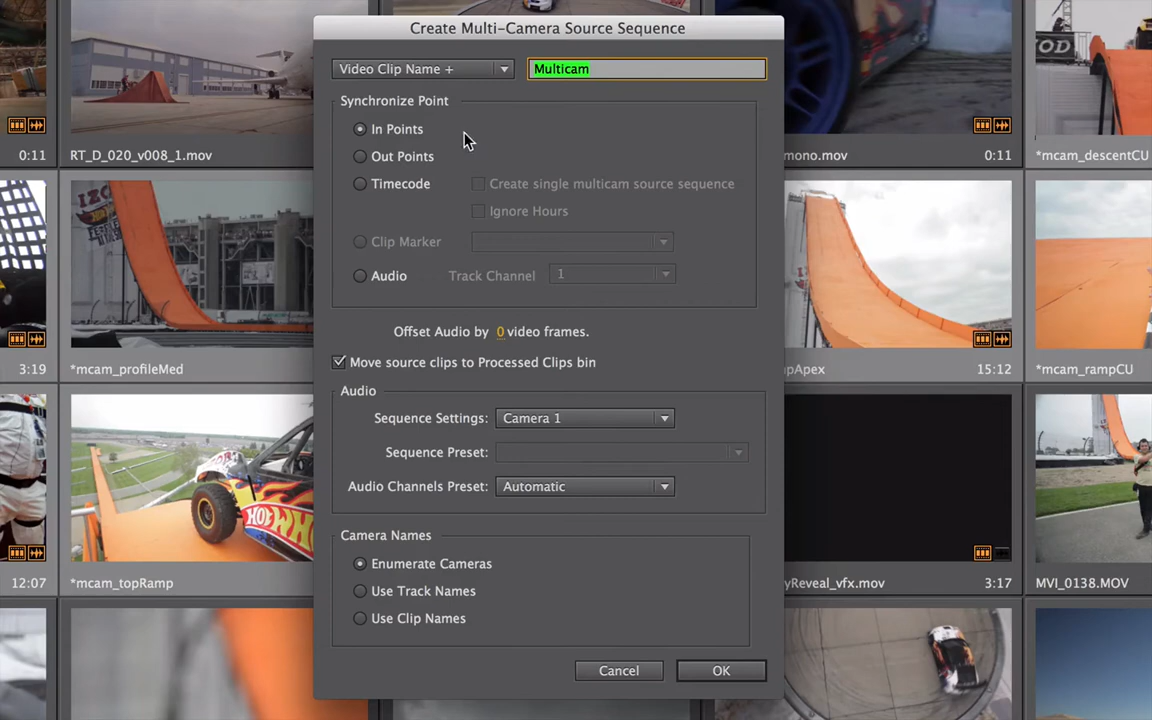 Create Multi-Camera Source Sequence
Video Clip Name +
Multicam
Synchronize Point
In Points
Out Points
Timecode
Create single multicam source sequence
Ignore Hours
Clip Marker
Audio
Track Channel
1
Offset Audio by 0 video frames.
Move source clips to Processed Clips bin
Audio
Sequence Settings:
Camera 1
Sequence Preset:
Audio Channels Preset:
Automatic
Camera Names
Enumerate Cameras
Use Track Names
Use Clip Names
Cancel
OK
0:11
RT_D_020_v008_1.mov
mono.mov
0:11
*mcam_descentCU
3:19
*mcam_profileMed
pApex
15:12
*mcam_rampCU
12:07
*mcam_topRamp
yReveal_vfx.mov
3:17
MVI_0138.MOV
HOT WHEELS